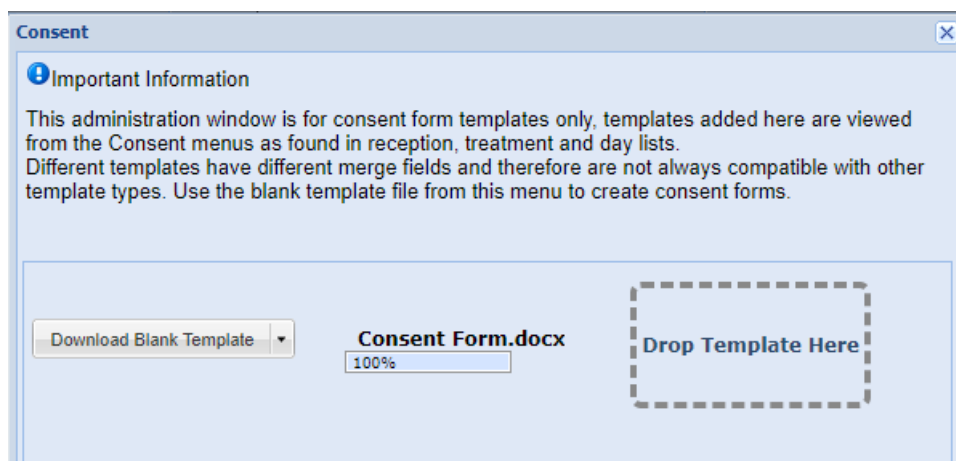 Consent
Important Information
This administration window is for consent form templates only, templates added here are viewed
from the Consent menus as found in reception, treatment and day lists.
Different templates have different merge fields and therefore are not always compatible with other
template types. Use the blank template file from this menu to create consent forms.
Download Blank Template
Consent Form.docx
100%
Drop Template Here